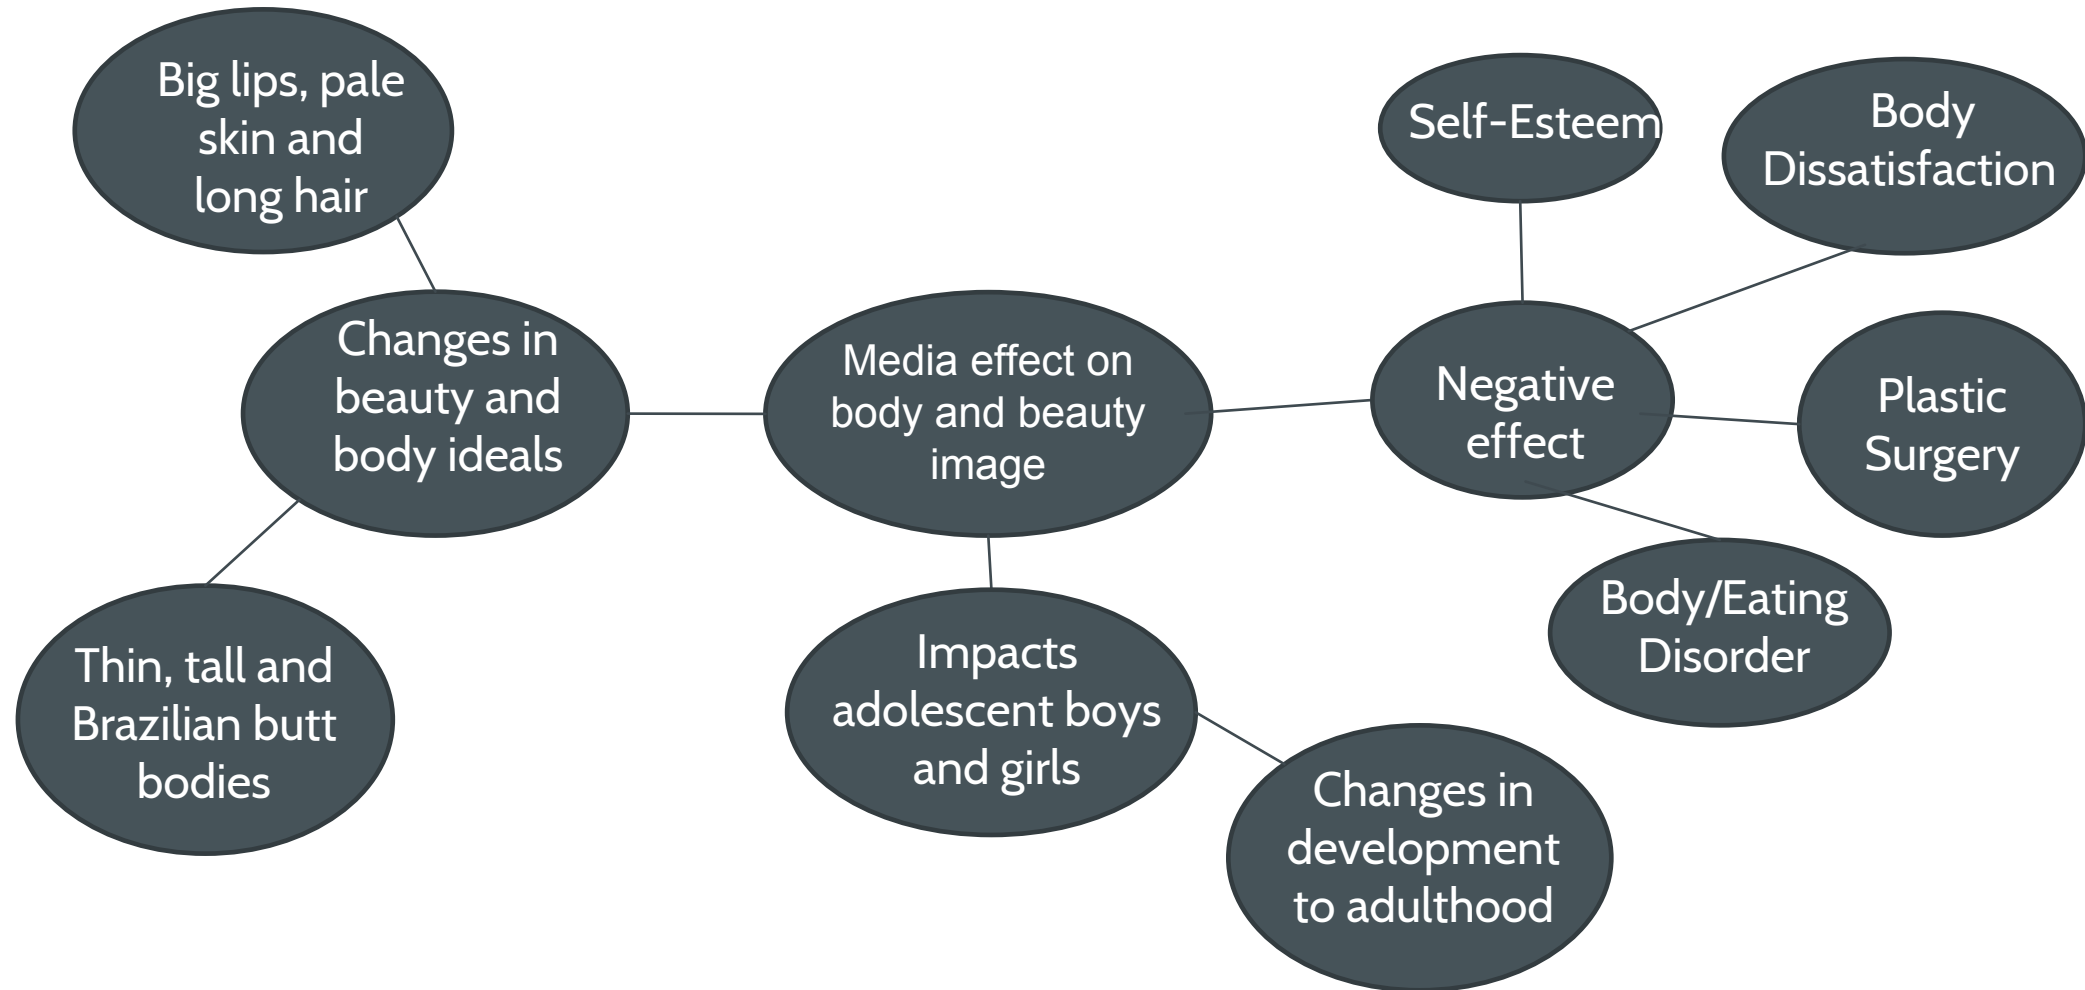 Big lips, pale
skin and
long hair
Self-Esteem
Body
Dissatisfaction
Changes in
beauty and
body ideals
Media effect on
body and beauty
image
Negative
effect
Plastic
Surgery
Body/Eating
Disorder
Thin, tall and
Brazilian butt
bodies
Impacts
adolescent boys
and girls
Changes in
development
to adulthood